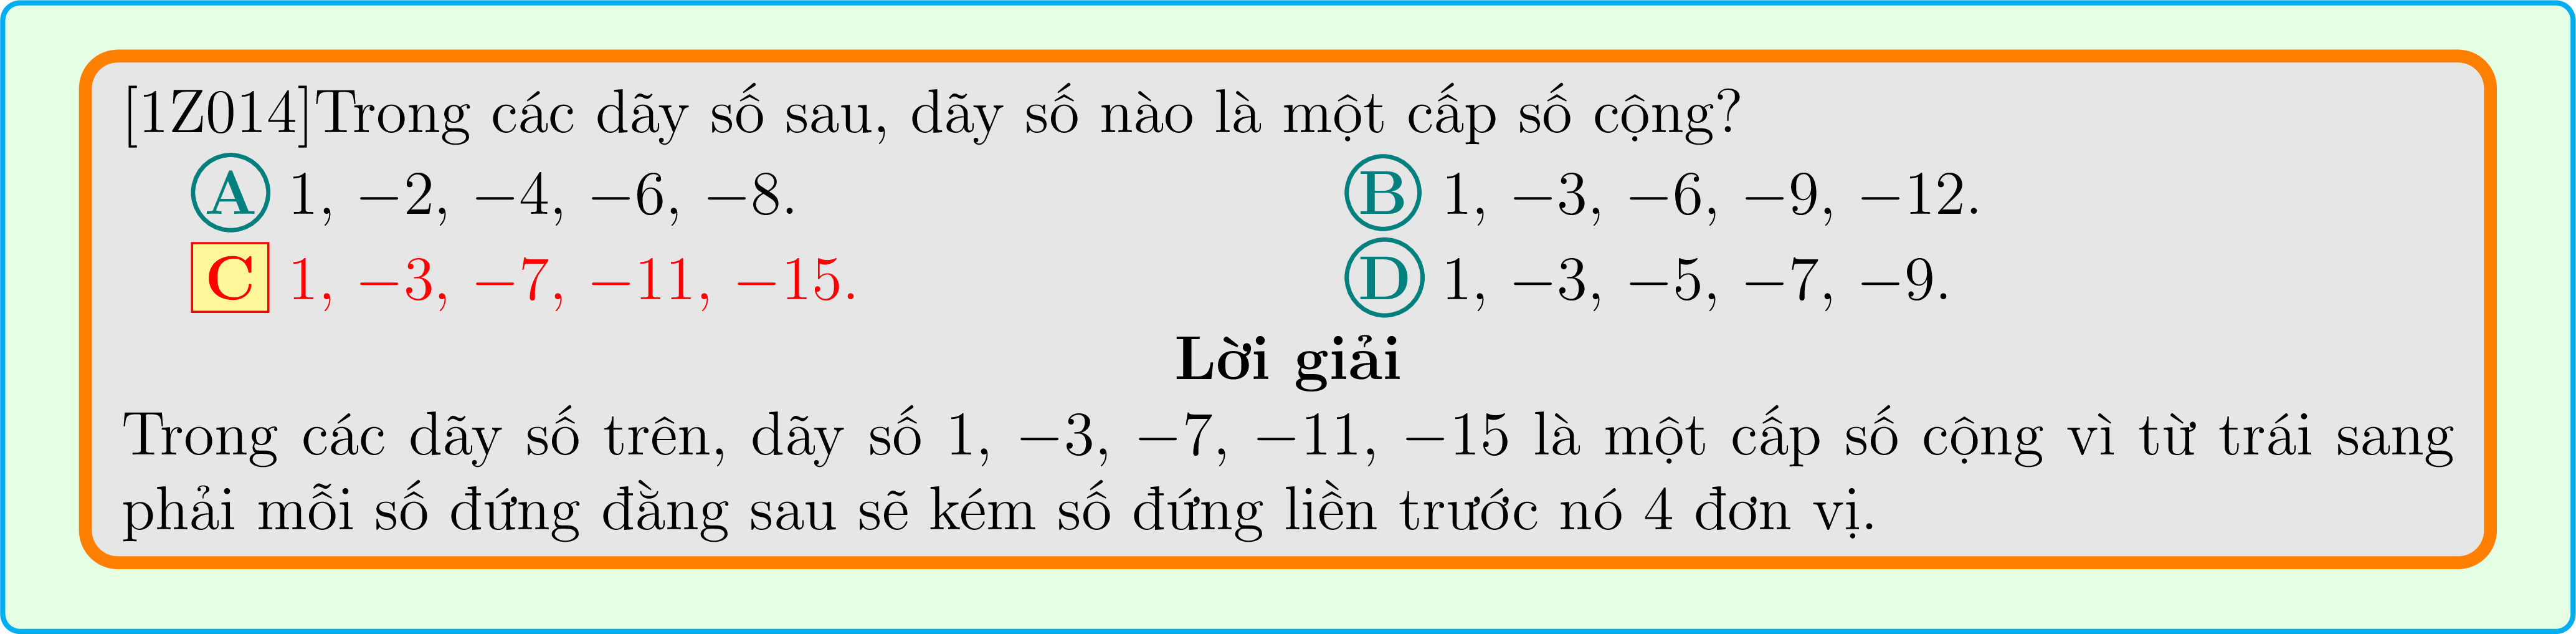 [1Z014]Trong các dãy số sau, dãy số nào là một cấp số cộng?
A 1, −2, −4, −6, −8. B 1, −3, −6, −9, −12.
C 1, −3, −7, −11, −15. D 1, −3, −5, −7, −9.
Lời giải
Trong các dãy số trên, dãy số 1, −3, −7, −11, −15 là một cấp số cộng vì từ trái sang
phải mỗi số đứng đằng sau sẽ kém số đứng liền trước nó 4 đơn vị.